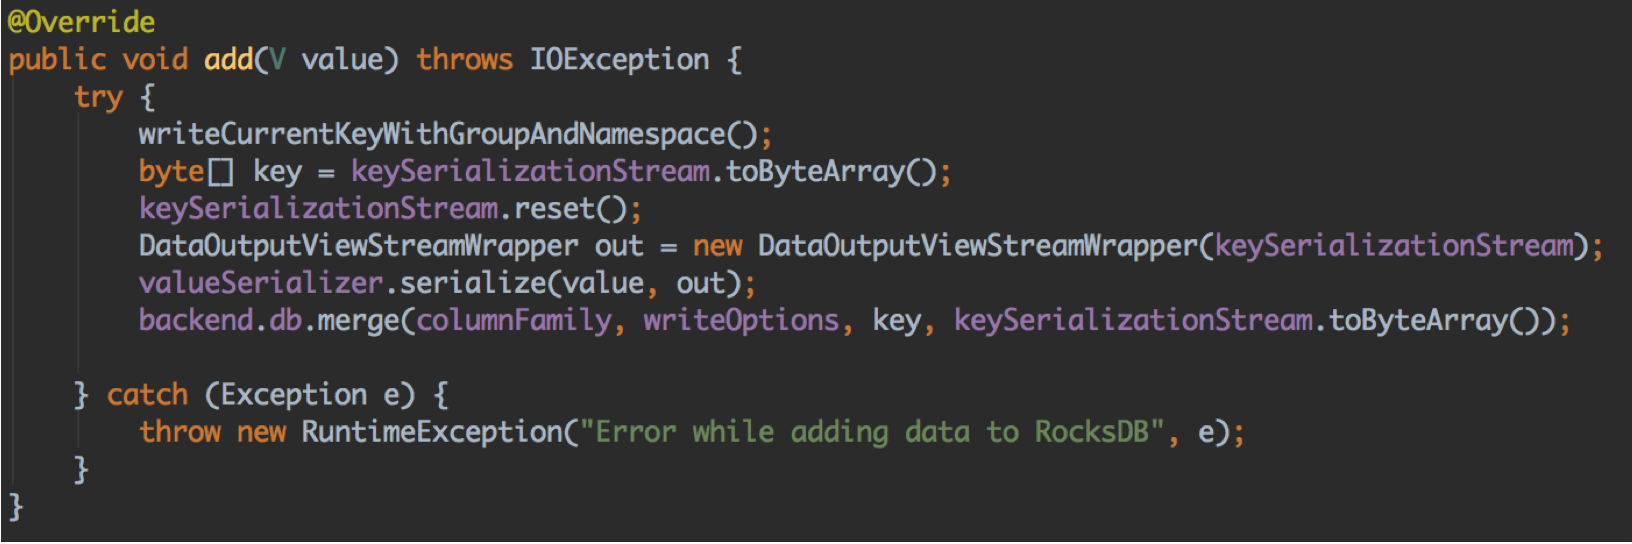 @Override
public void add(V value) throws IOException {
    try {
        writeCurrentKeyWithGroupAndNamespace();
        byte[] key = keySerializationStream.toByteArray();
        keySerializationStream.reset();
        DataOutputViewStreamWrapper out = new DataOutputViewStreamWrapper(keySerializationStream);
        valueSerializer.serialize(value, out);
        backend.db.merge(columnFamily, writeOptions, key, keySerializationStream.toByteArray());

    } catch (Exception e) {
        throw new RuntimeException("Error while adding data to RocksDB", e);
    }
}